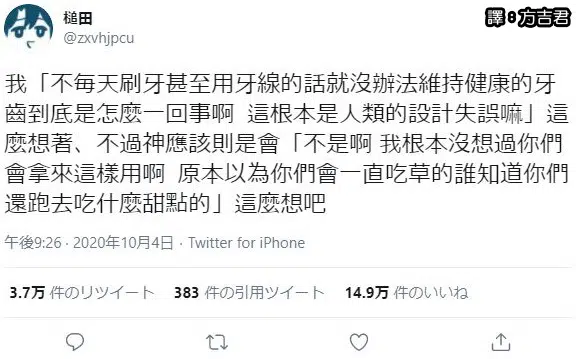 譯:方吉君
槌田
@zxvhjpcu
我「不每天刷牙甚至用牙線的話就沒辦法維持健康的牙
齒到底是怎麼一回事啊 這根本是人類的設計失誤嘛」這
麼想著、不過神應該則是會「不是啊 我根本沒想過你們
會拿來這樣用啊 原本以為你們會一直吃草的誰知道你們
還跑去吃什麼甜點的」這麼想吧
午後9:26 · 2020年10月4日 · Twitter for iPhone
3.7万 件のリツイート 383 件の引用ツイート 14.9万 件のいいね